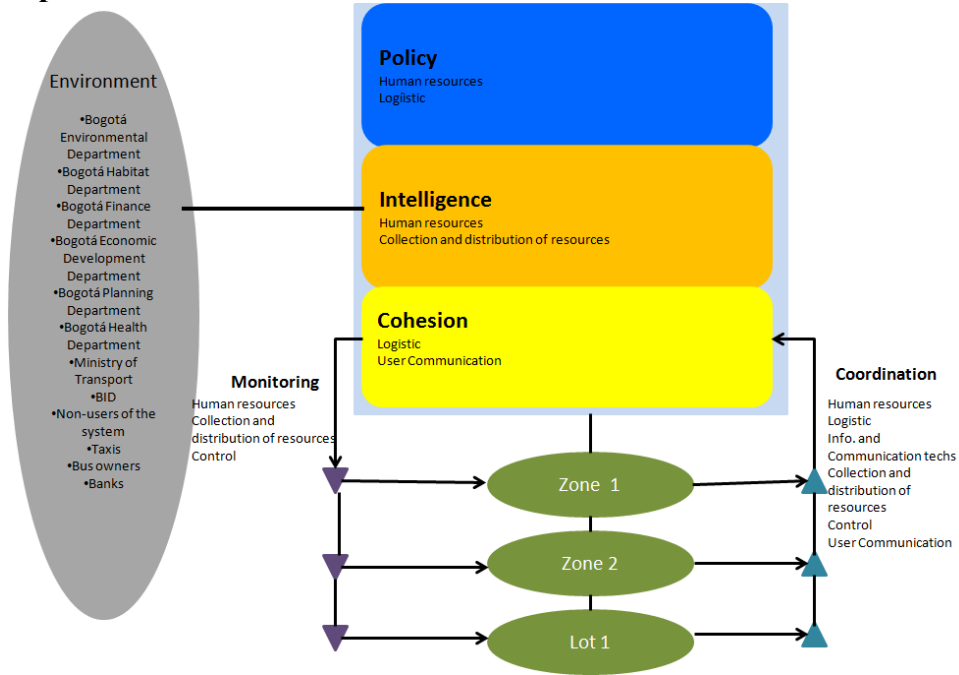 Environment
•Bogotá
Environmental
Department
•Bogotá Habitat
Department
•Bogotá Finance
Department
•Bogotá Economic
Development
Department
•Bogotá Planning
Department
•Bogotá Health
Department
•Ministry of
Transport
•BID
•Non-users of the
system
•Taxis
•Bus owners
•Banks
Policy
Human resources
Logíistic
Intelligence
Human resources
Collection and distribution of resources
Cohesion
Logistic
User Communication
Monitoring
Human resources
Collection and
distribution of resources
Control
Coordination
Human resources
Logistic
Info. and
Communication techs
Collection and
distribution of
resources
Control
User Communication
Zone 1
Zone 2
Lot 1